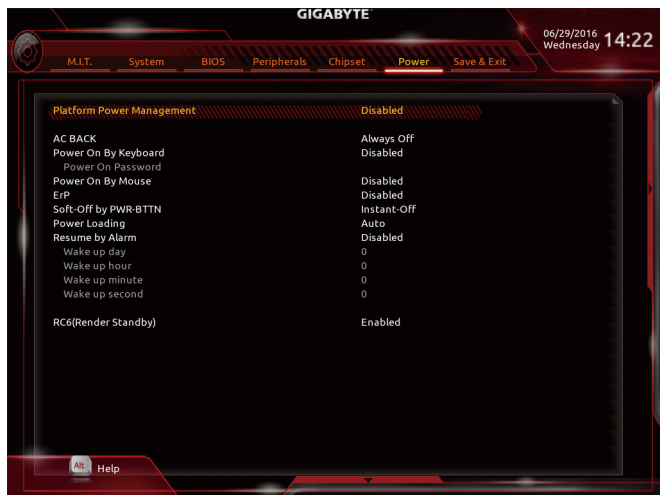 GIGABYTE
06/29/2016
Wednesday
14:22
M.I.T. System BIOS Peripherals Chipset Power Save & Exit
Platform Power Management Disabled
AC BACK Always Off
Power On By Keyboard Disabled
Power On Password
Power On By Mouse Disabled
ErP Disabled
Soft-Off by PWR-BTTN Instant-Off
Power Loading Auto
Resume by Alarm Disabled
Wake up day 0
Wake up hour 0
Wake up minute 0
Wake up second 0
RC6(Render Standby) Enabled
Alt Help